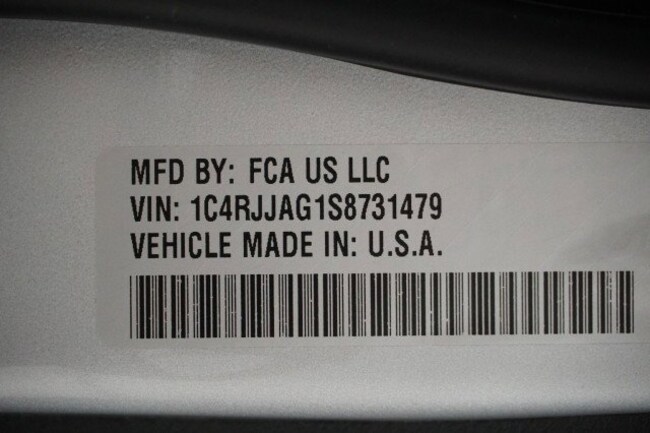 MFD BY: FCA US LLC
VIN: 1C4RJJAG1S8731479
VEHICLE MADE IN: U.S.A.